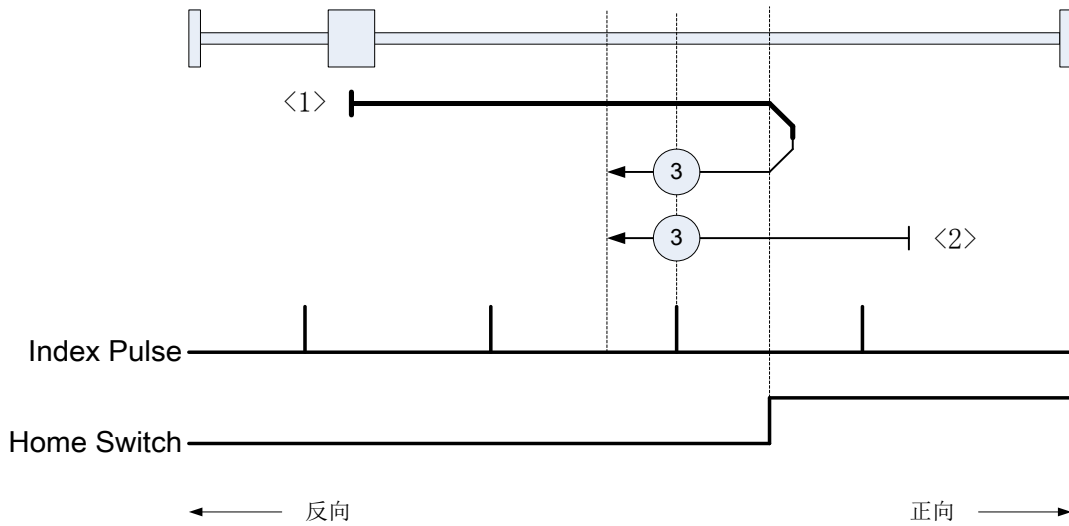 <1>
3
3
<2>
Index Pulse
Home Switch
反向
正向